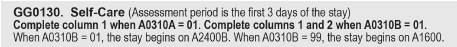 GG0130. Self-Care (Assessment period is the first 3 days of the stay)
Complete column 1 when A0310A = 01. Complete columns 1 and 2 when A0310B = 01.
When A0310B = 01, the stay begins on A2400B. When A0310B = 99, the stay begins on A1600.